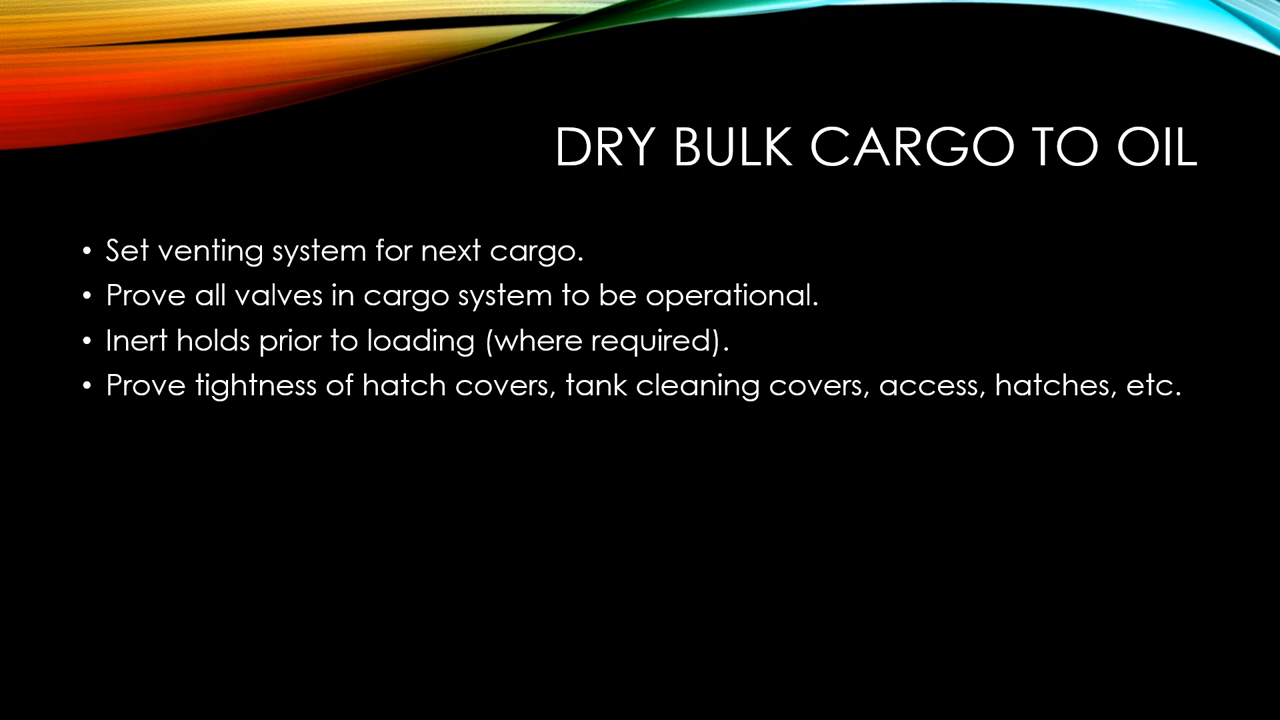 DRY BULK CARGO TO OIL
• Set venting system for next cargo.
• Prove all valves in cargo system to be operational.
• Inert holds prior to loading (where required).
• Prove tightness of hatch covers, tank cleaning covers, access, hatches, etc.